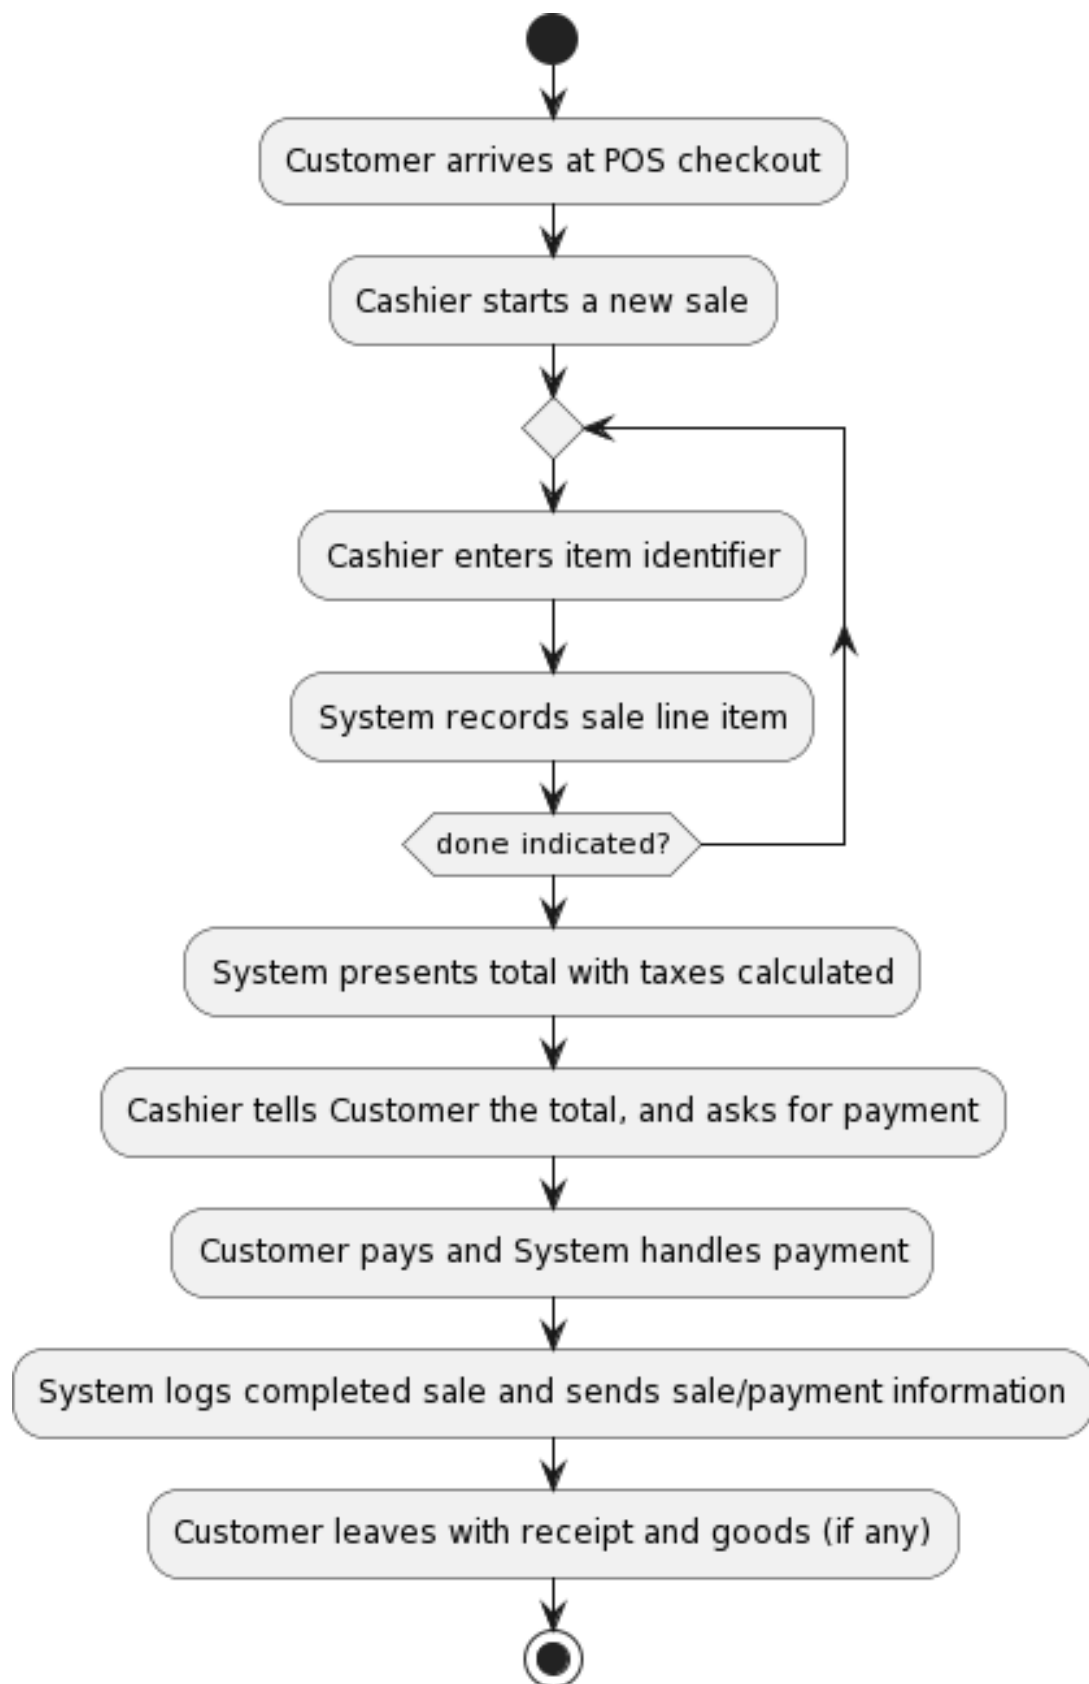 Customer arrives at POS checkout
Cashier starts a new sale
Cashier enters item identifier
System records sale line item
done indicated?
System presents total with taxes calculated
Cashier tells Customer the total, and asks for payment
Customer pays and System handles payment
System logs completed sale and sends sale/payment information
Customer leaves with receipt and goods (if any)